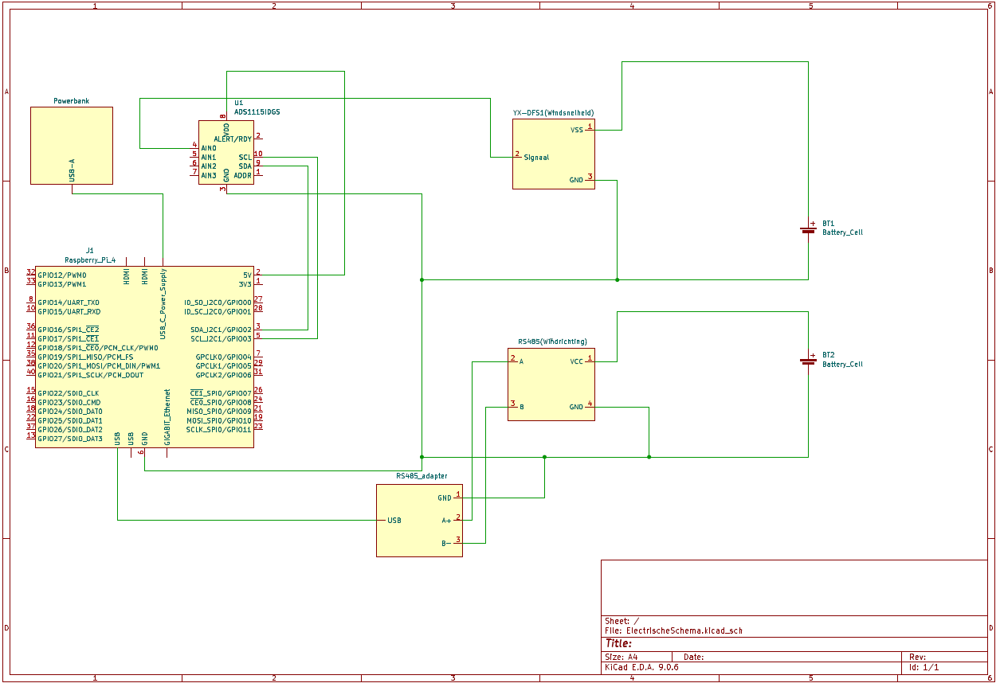 1 2 3 4 5 6
A A
Powerbank
USB-A
U1
ADS1115IDGS
8
VDD
ALERT/RDY 2
4 AIN0
5 AIN1 SCL 10
6 AIN2 SDA 9
7 AIN3 ADDR 1
GND
3
YX-DFS1(Windsnelheid)
VSS 1
2 Signaal
GND 3
BT1
Battery_Cell
B B
J1
Raspberry_Pi_4
HDMI HDMI USB_C_Power_Supply
32 GPIO12/PWM0 5V 2
33 GPIO13/PWM1 3V3 1
8 GPIO14/UART_TXD ID_SD_I2C0/GPIO00 27
10 GPIO15/UART_RXD ID_SC_I2C0/GPIO01 28
36 GPIO16/SPI1_CE2 SDA_I2C1/GPIO02 3
11 GPIO17/SPI1_CE1 SCL_I2C1/GPIO03 5
12 GPIO18/SPI1_CE0/PCM_CLK/PWM0
35 GPIO19/SPI1_MISO/PCM_FS GPCLK0/GPIO04 7
38 GPIO20/SPI1_MOSI/PCM_DIN/PWM1 GPCLK1/GPIO05 29
40 GPIO21/SPI1_SCLK/PCM_DOUT GPCLK2/GPIO06 31
15 GPIO22/SDIO_CLK CE1_SPI0/GPIO07 26
16 GPIO23/SDIO_CMD CE0_SPI0/GPIO08 24
18 GPIO24/SDIO_DAT0 MISO_SPI0/GPIO09 21
22 GPIO25/SDIO_DAT1 MOSI_SPI0/GPIO10 19
37 GPIO26/SDIO_DAT2 SCLK_SPI0/GPIO11 23
13 GPIO27/SDIO_DAT3
USB USB GND GIGABIT_Ethernet
6
RS485(Windrichting)
2 A VCC 1
3 B GND 4
BT2
Battery_Cell
C C
RS485_adapter
GND 1
USB A+ 2
B- 3
D D
Sheet: /
File: ElectrischeSchema.kicad_sch
Title:
Size: A4 Date: Rev:
KiCad E.D.A. 9.0.6 Id: 1/1
1 2 3 4 5 6